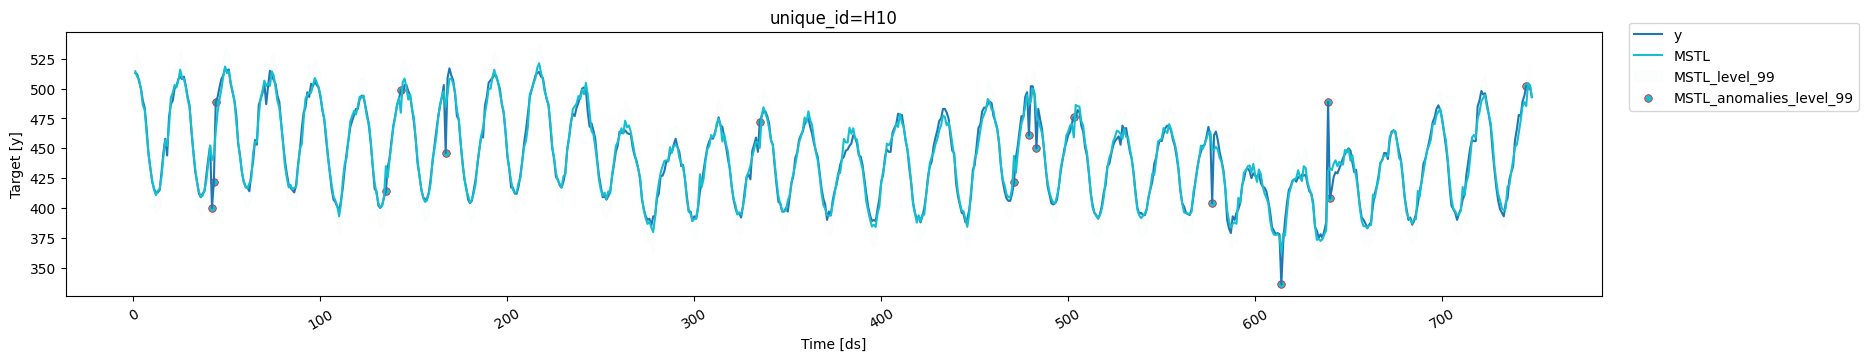 unique_id=H10
y
MSTL
MSTL_level_99
MSTL_anomalies_level_99
Target [y]
525
500
475
450
425
400
375
350
0
100
200
300
400
500
600
700
Time [ds]